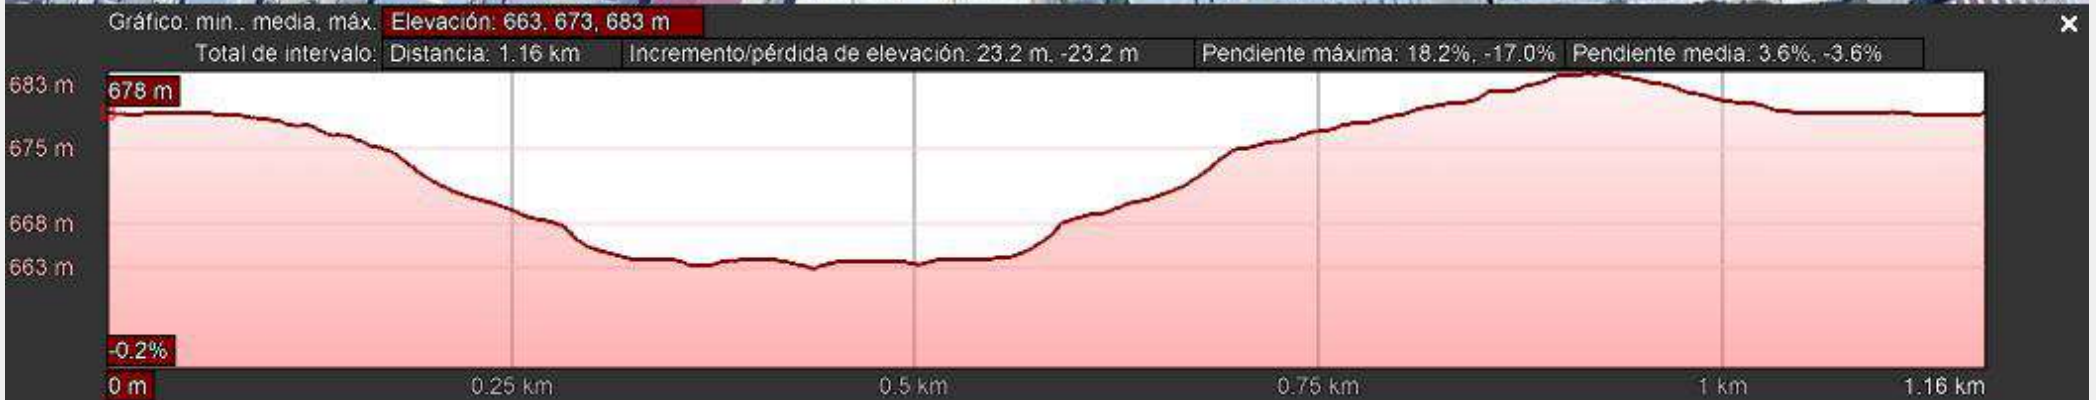 Gráfico: min.. media, máx. Elevación: 663, 673, 683 m
Total de intervalo: Distancia: 1.16 km Incremento/pérdida de elevación: 23.2 m, -23.2 m Pendiente máxima: 18.2%, -17.0% Pendiente media: 3.6%, -3.6%
683 m
678 m
675 m
668 m
663 m
-0.2%
0 m 0.25 km 0.5 km 0.75 km 1 km 1.16 km